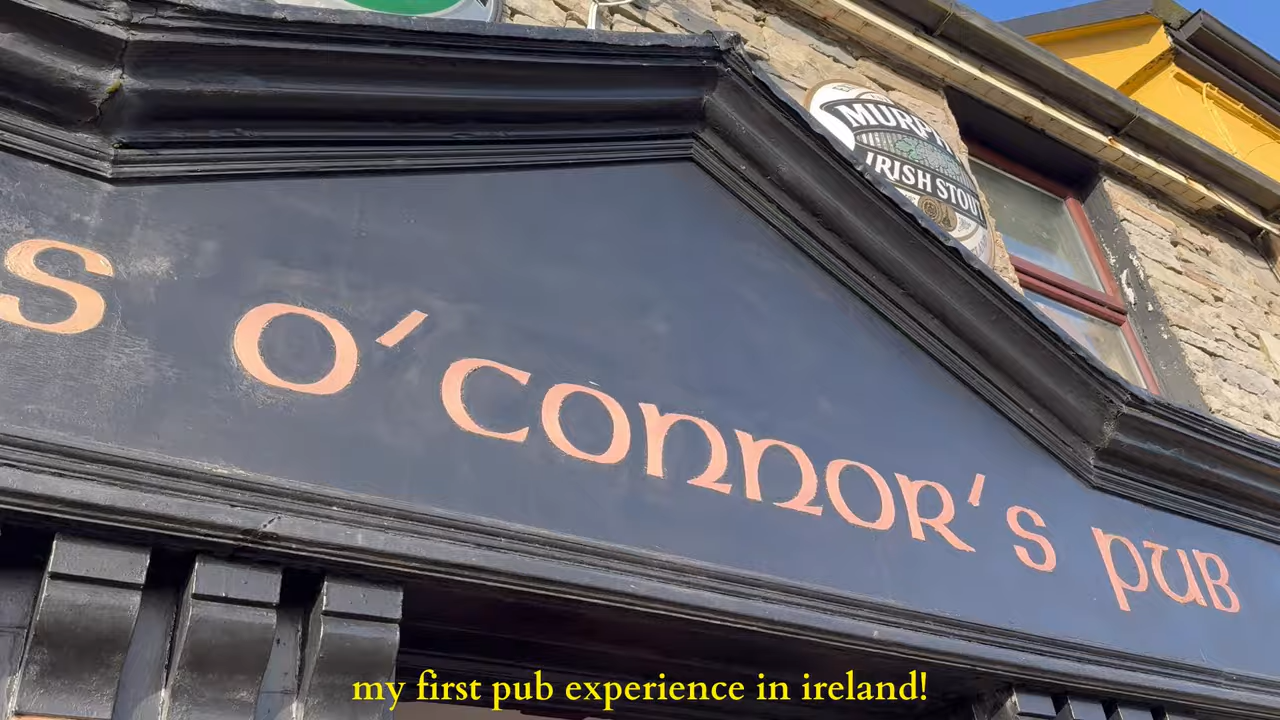 MURPH
IRISH STOUT
S O'CONNOR'S PUB
my first pub experience in ireland!